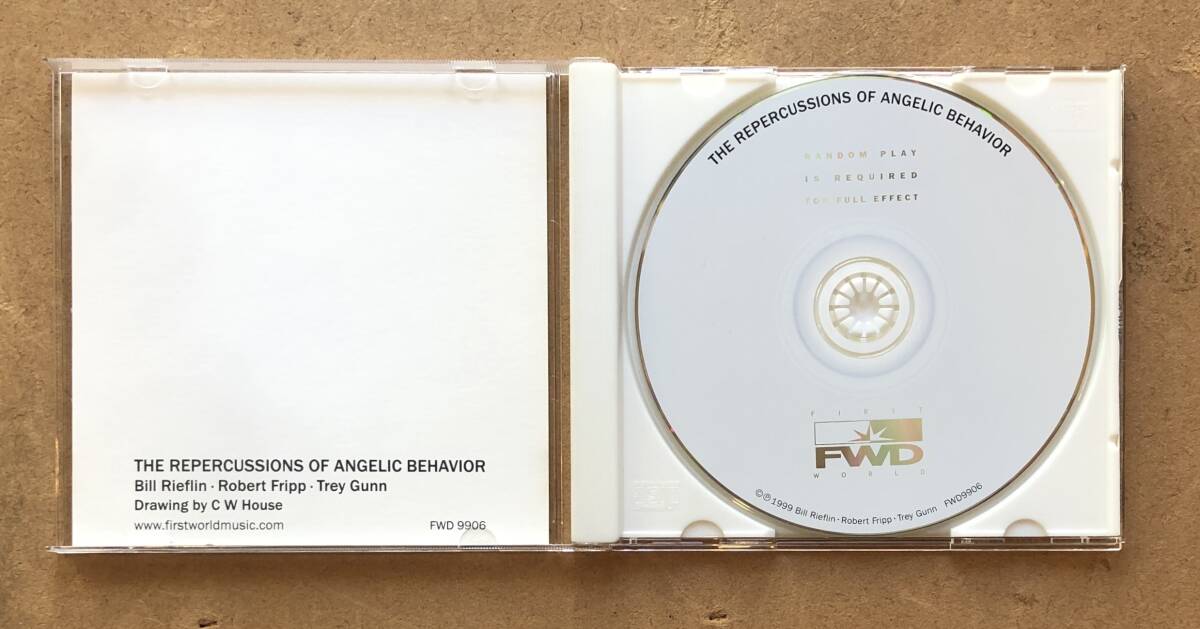 THE REPERCUSSIONS OF ANGELIC BEHAVIOR
Bill Rieflin · Robert Fripp · Trey Gunn
Drawing by C W House
www.firstworldmusic.com
FWD 9906
THE REPERCUSSIONS OF ANGELIC BEHAVIOR
RANDOM PLAY
IS REQUIRED
FOR FULL EFFECT
FIRST
FWD
WORLD
©℗1999 Bill Rieflin · Robert Fripp · Trey Gunn FWD9906